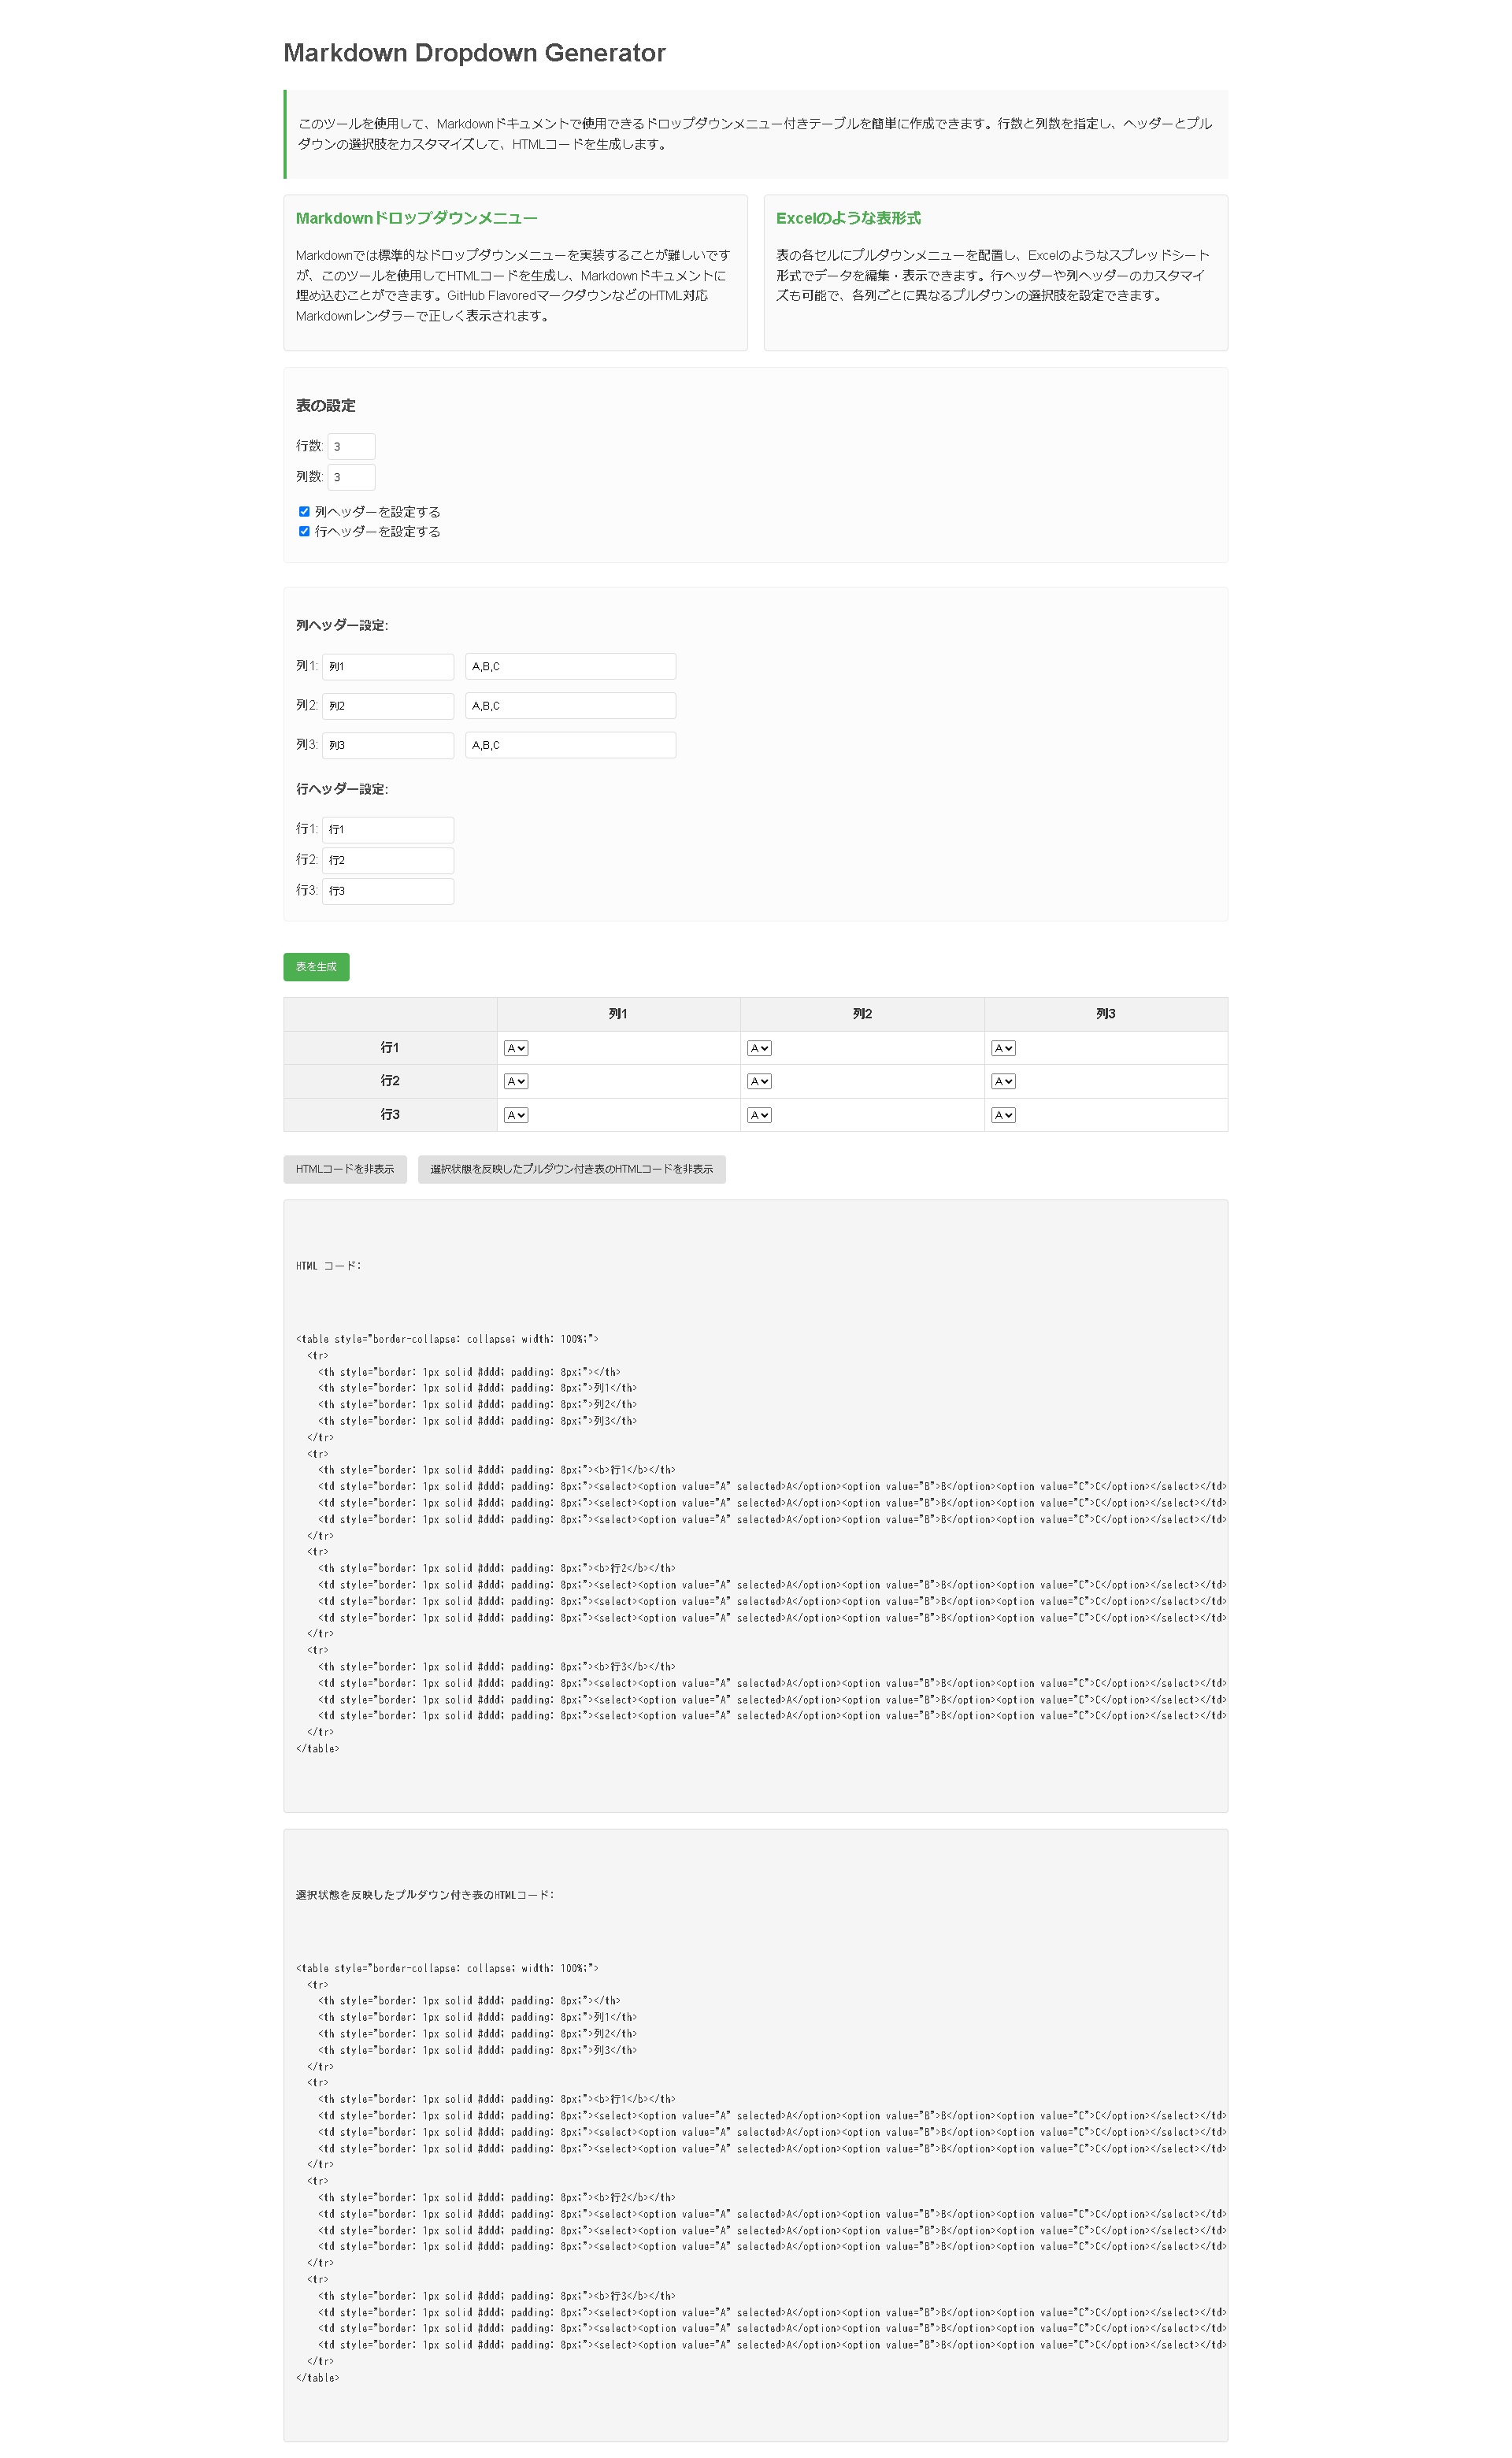 Markdown Dropdown Generator
このツールを使用して、Markdownドキュメントで使用できるドロップダウンメニュー付きテーブルを簡単に作成できます。行数と列数を指定し、ヘッダーとプル
ダウンの選択肢をカスタマイズして、HTMLコードを生成します。
Markdownドロップダウンメニュー
Markdownでは標準的なドロップダウンメニューを実装することが難しいです
が、このツールを使用してHTMLコードを生成し、Markdownドキュメントに
埋め込むことができます。GitHub FlavoredマークダウンなどのHTML対応
Markdownレンダラーで正しく表示されます。
Excelのような表形式
表の各セルにプルダウンメニューを配置し、Excelのようなスプレッドシート
形式でデータを編集・表示できます。行ヘッダーや列ヘッダーのカスタマイ
ズも可能で、各列ごとに異なるプルダウンの選択肢を設定できます。
表の設定
行数: 3
列数: 3
列ヘッダーを設定する
行ヘッダーを設定する
列ヘッダー設定:
列1: 列1 A,B,C
列2: 列2 A,B,C
列3: 列3 A,B,C
行ヘッダー設定:
行1: 行1
行2: 行2
行3: 行3
表を生成
列1 列2 列3
行1 A A A
行2 A A A
行3 A A A
HTMLコードを非表示 選択状態を反映したプルダウン付き表のHTMLコードを非表示
HTML コード:
<table style="border-collapse: collapse; width: 100%;">
  <tr>
    <th style="border: 1px solid #ddd; padding: 8px;"></th>
    <th style="border: 1px solid #ddd; padding: 8px;">列1</th>
    <th style="border: 1px solid #ddd; padding: 8px;">列2</th>
    <th style="border: 1px solid #ddd; padding: 8px;">列3</th>
  </tr>
  <tr>
    <th style="border: 1px solid #ddd; padding: 8px;"><b>行1</b></th>
    <td style="border: 1px solid #ddd; padding: 8px;"><select><option value="A" selected>A</option><option value="B">B</option><option value="C">C</option></select></td>
    <td style="border: 1px solid #ddd; padding: 8px;"><select><option value="A" selected>A</option><option value="B">B</option><option value="C">C</option></select></td>
    <td style="border: 1px solid #ddd; padding: 8px;"><select><option value="A" selected>A</option><option value="B">B</option><option value="C">C</option></select></td>
  </tr>
  <tr>
    <th style="border: 1px solid #ddd; padding: 8px;"><b>行2</b></th>
    <td style="border: 1px solid #ddd; padding: 8px;"><select><option value="A" selected>A</option><option value="B">B</option><option value="C">C</option></select></td>
    <td style="border: 1px solid #ddd; padding: 8px;"><select><option value="A" selected>A</option><option value="B">B</option><option value="C">C</option></select></td>
    <td style="border: 1px solid #ddd; padding: 8px;"><select><option value="A" selected>A</option><option value="B">B</option><option value="C">C</option></select></td>
  </tr>
  <tr>
    <th style="border: 1px solid #ddd; padding: 8px;"><b>行3</b></th>
    <td style="border: 1px solid #ddd; padding: 8px;"><select><option value="A" selected>A</option><option value="B">B</option><option value="C">C</option></select></td>
    <td style="border: 1px solid #ddd; padding: 8px;"><select><option value="A" selected>A</option><option value="B">B</option><option value="C">C</option></select></td>
    <td style="border: 1px solid #ddd; padding: 8px;"><select><option value="A" selected>A</option><option value="B">B</option><option value="C">C</option></select></td>
  </tr>
</table>
選択状態を反映したプルダウン付き表のHTMLコード:
<table style="border-collapse: collapse; width: 100%;">
  <tr>
    <th style="border: 1px solid #ddd; padding: 8px;"></th>
    <th style="border: 1px solid #ddd; padding: 8px;">列1</th>
    <th style="border: 1px solid #ddd; padding: 8px;">列2</th>
    <th style="border: 1px solid #ddd; padding: 8px;">列3</th>
  </tr>
  <tr>
    <th style="border: 1px solid #ddd; padding: 8px;"><b>行1</b></th>
    <td style="border: 1px solid #ddd; padding: 8px;"><select><option value="A" selected>A</option><option value="B">B</option><option value="C">C</option></select></td>
    <td style="border: 1px solid #ddd; padding: 8px;"><select><option value="A" selected>A</option><option value="B">B</option><option value="C">C</option></select></td>
    <td style="border: 1px solid #ddd; padding: 8px;"><select><option value="A" selected>A</option><option value="B">B</option><option value="C">C</option></select></td>
  </tr>
  <tr>
    <th style="border: 1px solid #ddd; padding: 8px;"><b>行2</b></th>
    <td style="border: 1px solid #ddd; padding: 8px;"><select><option value="A" selected>A</option><option value="B">B</option><option value="C">C</option></select></td>
    <td style="border: 1px solid #ddd; padding: 8px;"><select><option value="A" selected>A</option><option value="B">B</option><option value="C">C</option></select></td>
    <td style="border: 1px solid #ddd; padding: 8px;"><select><option value="A" selected>A</option><option value="B">B</option><option value="C">C</option></select></td>
  </tr>
  <tr>
    <th style="border: 1px solid #ddd; padding: 8px;"><b>行3</b></th>
    <td style="border: 1px solid #ddd; padding: 8px;"><select><option value="A" selected>A</option><option value="B">B</option><option value="C">C</option></select></td>
    <td style="border: 1px solid #ddd; padding: 8px;"><select><option value="A" selected>A</option><option value="B">B</option><option value="C">C</option></select></td>
    <td style="border: 1px solid #ddd; padding: 8px;"><select><option value="A" selected>A</option><option value="B">B</option><option value="C">C</option></select></td>
  </tr>
</table>